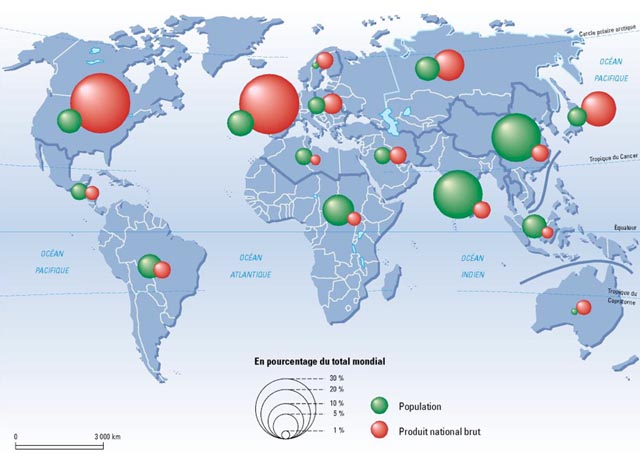 Cercle polaire arctique
OCÉAN
PACIFIQUE
Tropique du Cancer
Équateur
OCÉAN
PACIFIQUE
OCÉAN
ATLANTIQUE
OCÉAN
INDIEN
Tropique du
Capricorne
En pourcentage du total mondial
30 %
20 %
10 %
5 %
1 %
Population
Produit national brut
0
3 000 km